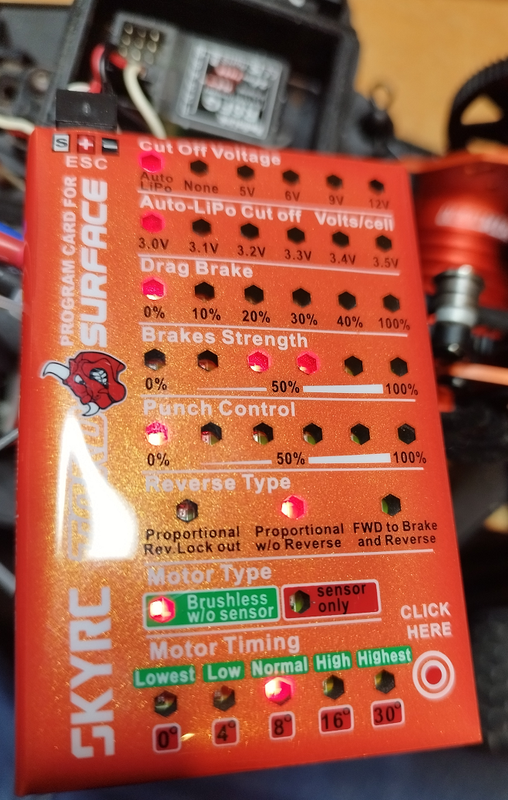 S + -
ESC
PROGRAM CARD FOR
SURFACE
SKYRC
Cut Off Voltage
Auto LiPo None 5V 6V 9V 12V
Auto-LiPo Cut off Volts/cell
3.0V 3.1V 3.2V 3.3V 3.4V 3.5V
Drag Brake
0% 10% 20% 30% 40% 100%
Brakes Strength
0% 50% 100%
Punch Control
0% 50% 100%
Reverse Type
Proportional Rev.Lock out
Proportional w/o Reverse
FWD to Brake and Reverse
Motor Type
Brushless w/o sensor
sensor only
Motor Timing
Lowest Low Normal High Highest
0° 4° 8° 16° 30°
CLICK
HERE